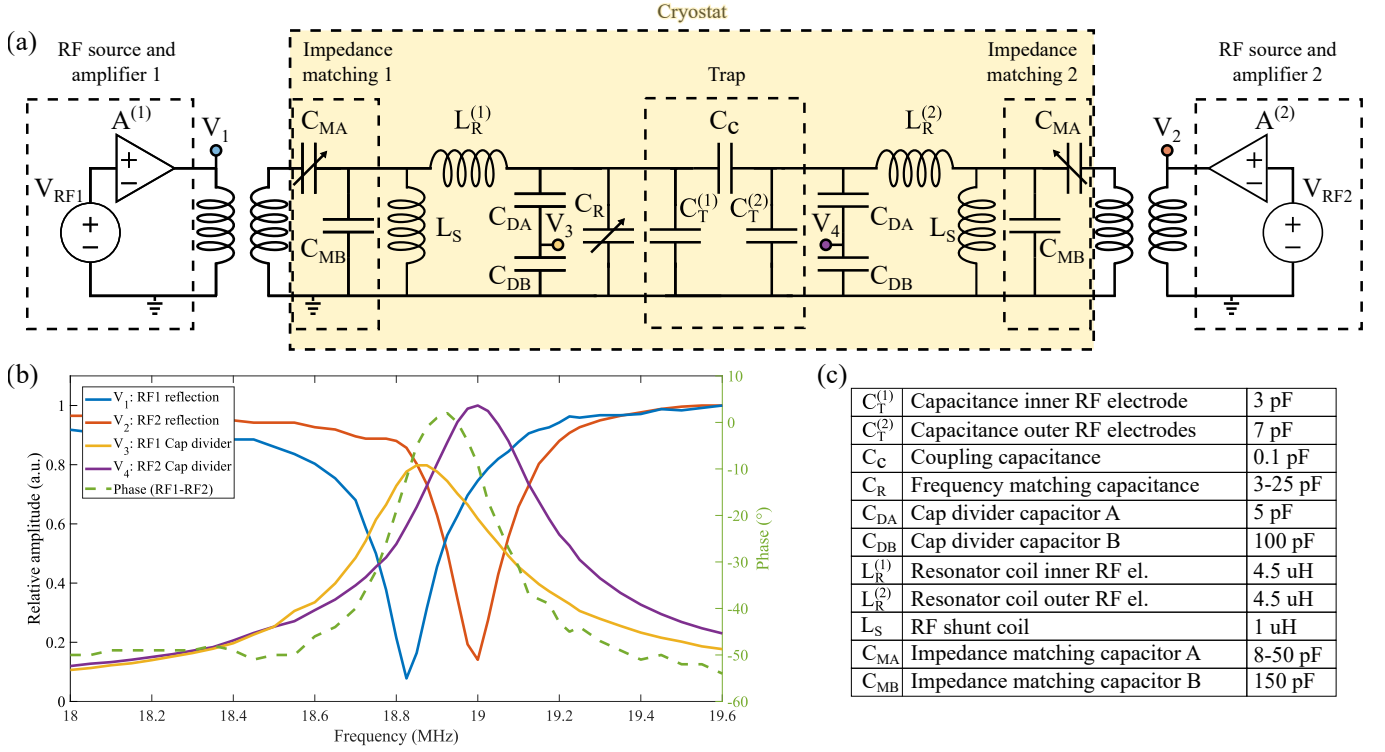 Cryostat
(a)
RF source and
amplifier 1
Impedance
matching 1
Trap
Impedance
matching 2
RF source and
amplifier 2
A(1)
V1
VRF1
CMA
CMB
LS
LR(1)
CDA
V3
CDB
CR
CT(1)
CC
CT(2)
V4
CDA
CDB
LR(2)
LS
CMA
CMB
V2
A(2)
VRF2
(b)
V1: RF1 reflection
V2: RF2 reflection
V3: RF1 Cap divider
V4: RF2 Cap divider
Phase (RF1-RF2)
Relative amplitude (a.u.)
1
0.8
0.6
0.4
0.2
0
18 18.2 18.4 18.6 18.8 19 19.2 19.4 19.6
Frequency (MHz)
10
0
-10
-20
-30
-40
-50
-60
Phase (°)
(c)
CT(1) Capacitance inner RF electrode 3 pF
CT(2) Capacitance outer RF electrodes 7 pF
CC Coupling capacitance 0.1 pF
CR Frequency matching capacitance 3-25 pF
CDA Cap divider capacitor A 5 pF
CDB Cap divider capacitor B 100 pF
LR(1) Resonator coil inner RF el. 4.5 uH
LR(2) Resonator coil outer RF el. 4.5 uH
LS RF shunt coil 1 uH
CMA Impedance matching capacitor A 8-50 pF
CMB Impedance matching capacitor B 150 pF